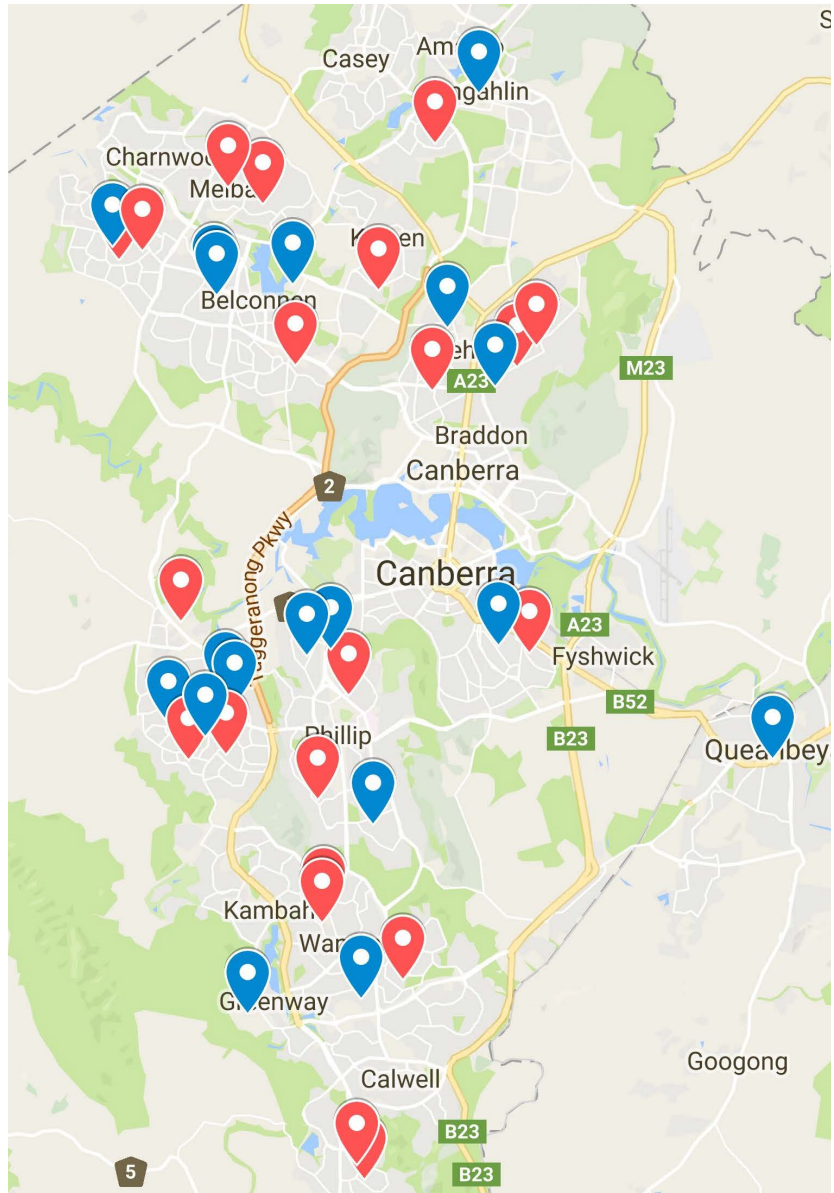 S
Casey
Charnwoo
Belconnen
A23
M23
Braddon
Canberra
2
Tuggeranong Pkwy
Canberra
A23
Fyshwick
B52
B23
Phillip
Kambah
Greenway
Googong
Calwell
B23
5
B23